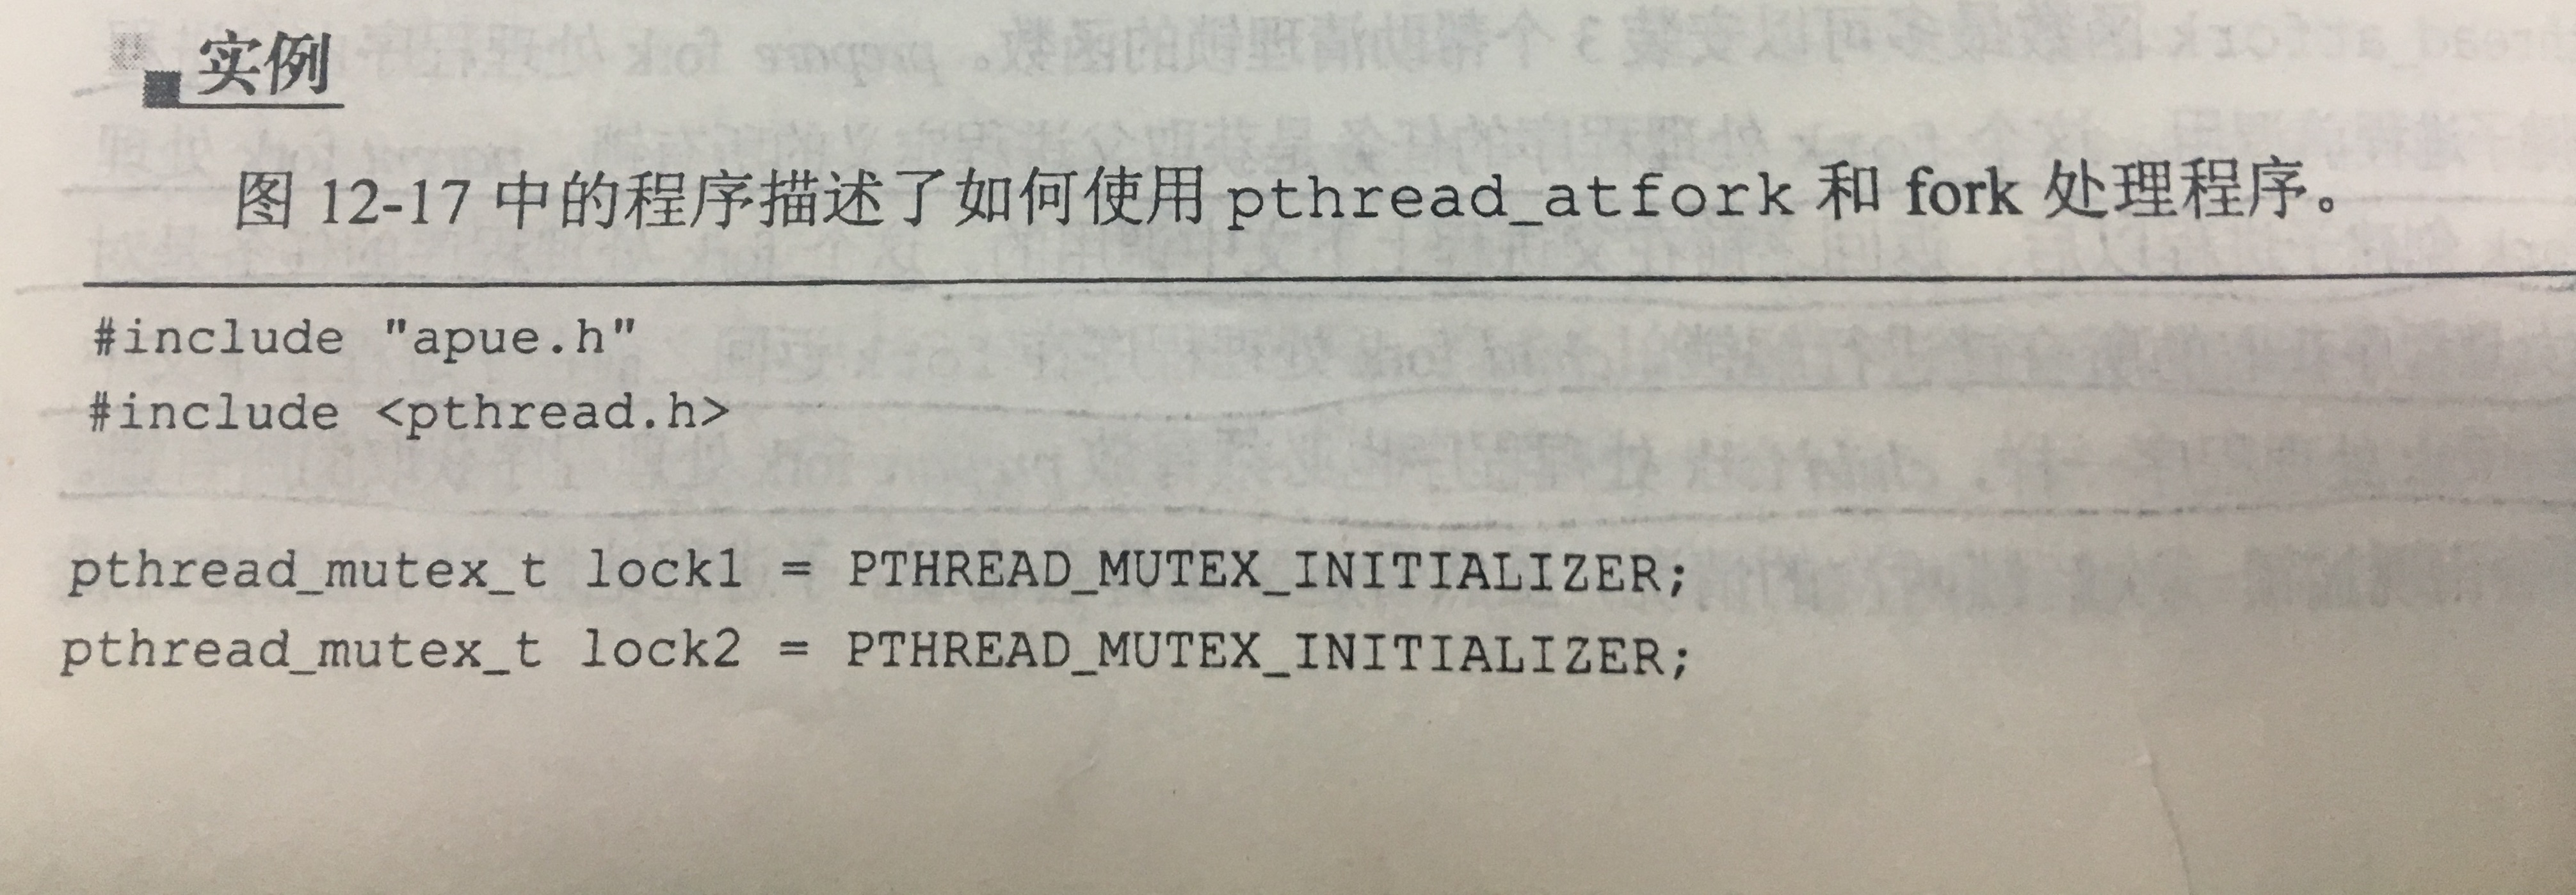 实例
图 12-17 中的程序描述了如何使用 pthread_atfork 和 fork 处理程序。
#include "apue.h"
#include <pthread.h>
pthread_mutex_t lock1 = PTHREAD_MUTEX_INITIALIZER;
pthread_mutex_t lock2 = PTHREAD_MUTEX_INITIALIZER;